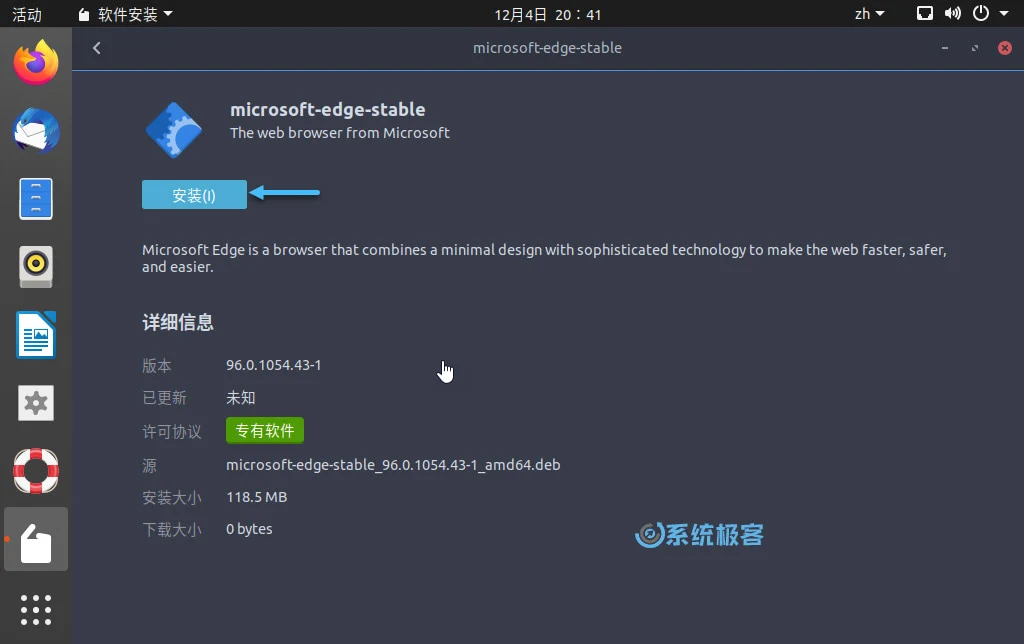 活动
软件安装
12月4日 20：41
zh
microsoft-edge-stable
microsoft-edge-stable
The web browser from Microsoft
安装(I)
Microsoft Edge is a browser that combines a minimal design with sophisticated technology to make the web faster, safer,
and easier.
详细信息
版本 96.0.1054.43-1
已更新 未知
许可协议 专有软件
源 microsoft-edge-stable_96.0.1054.43-1_amd64.deb
安装大小 118.5 MB
下载大小 0 bytes
系统极客